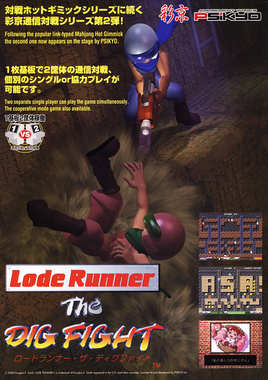 対戦ホットギミックシリーズに続く
彩京通信対戦シリーズ第2弾!
彩京 PSIKYO
Following the popular link-typed Mahjong Hot Gimmick
the second one now appears on the stage by PSIKYO.
1枚基板で2筐体の通信対戦、
個別のシングルor協力プレイが
可能です。
Two separate single player can play the game simultaneously.
The cooperative mode game also available.
VS
Lode Runner
The
DIG FIGHT
ロードランナー・ザ・ディグファイト
TM